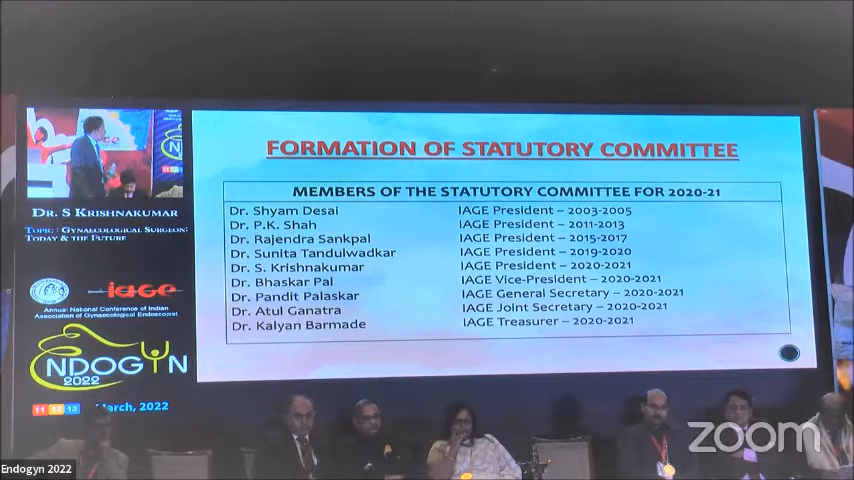 FORMATION OF STATUTORY COMMITTEE
MEMBERS OF THE STATUTORY COMMITTEE FOR 2020-21
Dr. Shyam Desai IAGE President – 2003-2005
Dr. P.K. Shah IAGE President – 2011-2013
Dr. Rajendra Sankpal IAGE President – 2015-2017
Dr. Sunita Tandulwadkar IAGE President – 2019-2020
Dr. S. Krishnakumar IAGE President – 2020-2021
Dr. Bhaskar Pal IAGE Vice-President – 2020-2021
Dr. Pandit Palaskar IAGE General Secretary – 2020-2021
Dr. Atul Ganatra IAGE Joint Secretary – 2020-2021
Dr. Kalyan Barmade IAGE Treasurer – 2020-2021
DR. S KRISHNAKUMAR
TOPIC : GYNAECOLOGICAL SURGEON:
TODAY & THE FUTURE
iage
Annual National Conference of Indian
Association of Gynaecological Endoscopist
ENDOGYN
2022
11 12 13 March, 2022
Endogyn 2022
zoom